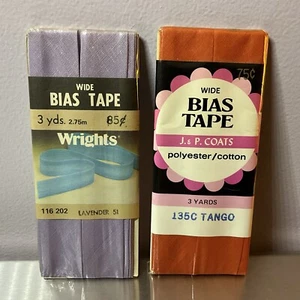 WIDE
BIAS TAPE
3 yds. 2.75m 85¢
Wrights®
116 202 LAVENDER 51
75¢
WIDE
BIAS
TAPE
J. & P. COATS
polyester/cotton
3 YARDS
135C TANGO